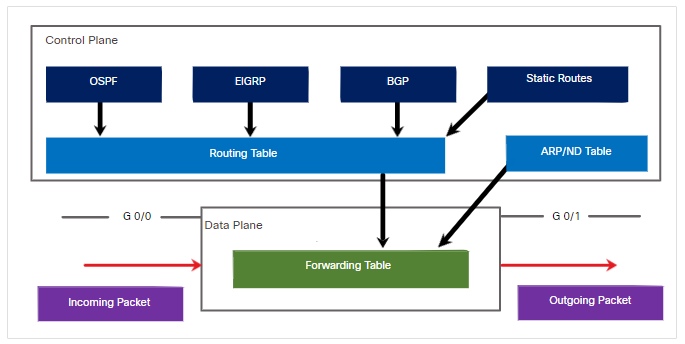 Control Plane
OSPF
EIGRP
BGP
Static Routes
Routing Table
ARP/ND Table
G 0/0
G 0/1
Data Plane
Forwarding Table
Incoming Packet
Outgoing Packet